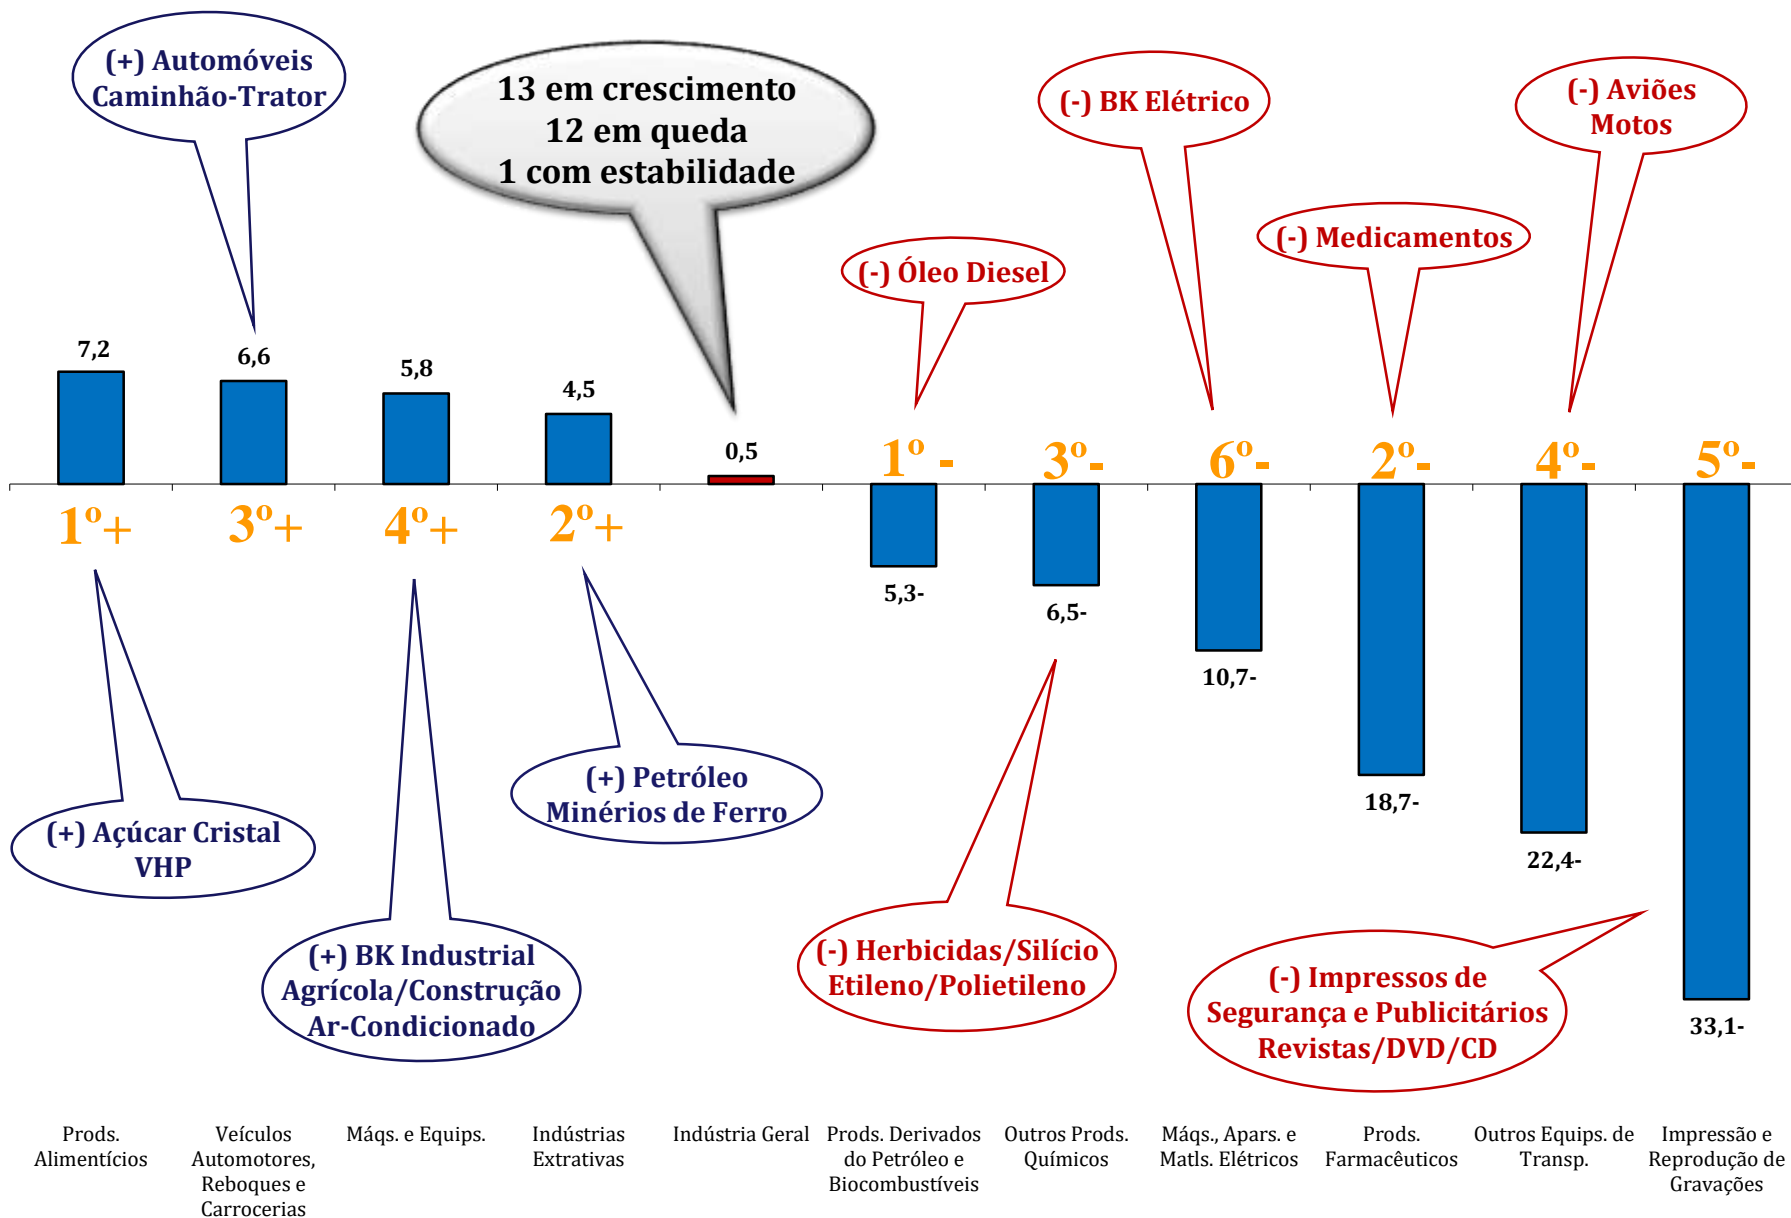 (+) Automóveis
Caminhão-Trator
13 em crescimento
12 em queda
1 com estabilidade
(-) BK Elétrico
(-) Aviões
Motos
(-) Medicamentos
(-) Óleo Diesel
7,2
6,6
5,8
4,5
0,5
1º -
3º-
6º-
2º-
4º-
5º-
1º+
3º+
4º+
2º+
5,3-
6,5-
10,7-
18,7-
22,4-
33,1-
(+) Petróleo
Minérios de Ferro
(+) Açúcar Cristal
VHP
(+) BK Industrial
Agrícola/Construção
Ar-Condicionado
(-) Herbicidas/Silício
Etileno/Polietileno
(-) Impressos de
Segurança e Publicitários
Revistas/DVD/CD
Prods.
Alimentícios
Veículos
Automotores,
Reboques e
Carrocerias
Máqs. e Equips.
Indústrias
Extrativas
Indústria Geral
Prods. Derivados
do Petróleo e
Biocombustíveis
Outros Prods.
Químicos
Máqs., Apars. e
Matls. Elétricos
Prods.
Farmacêuticos
Outros Equips. de
Transp.
Impressão e
Reprodução de
Gravações